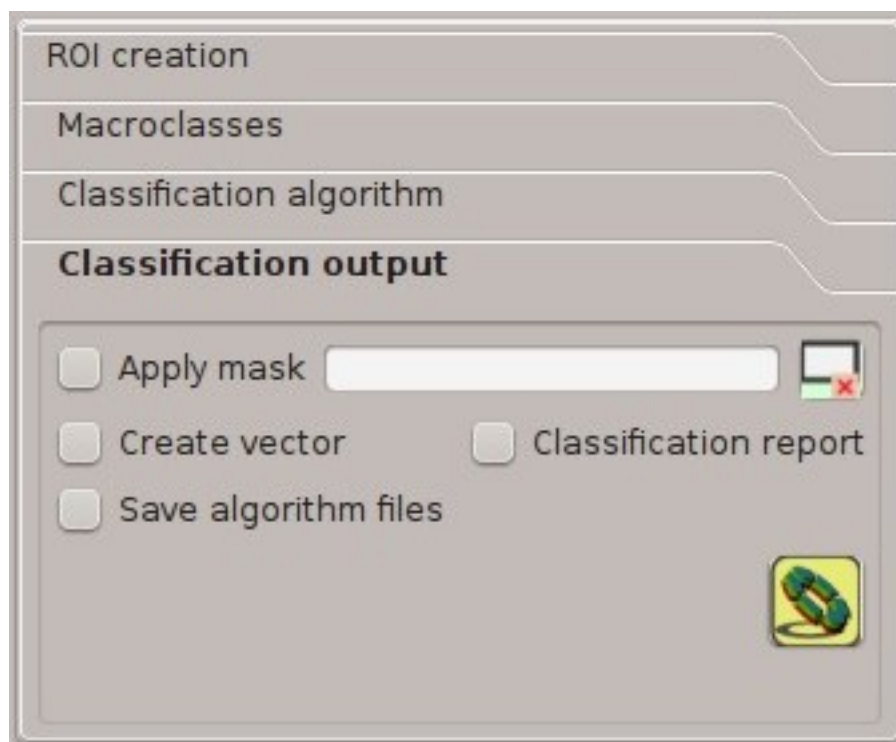 ROI creation
Macroclasses
Classification algorithm
Classification output
Apply mask
Create vector Classification report
Save algorithm files